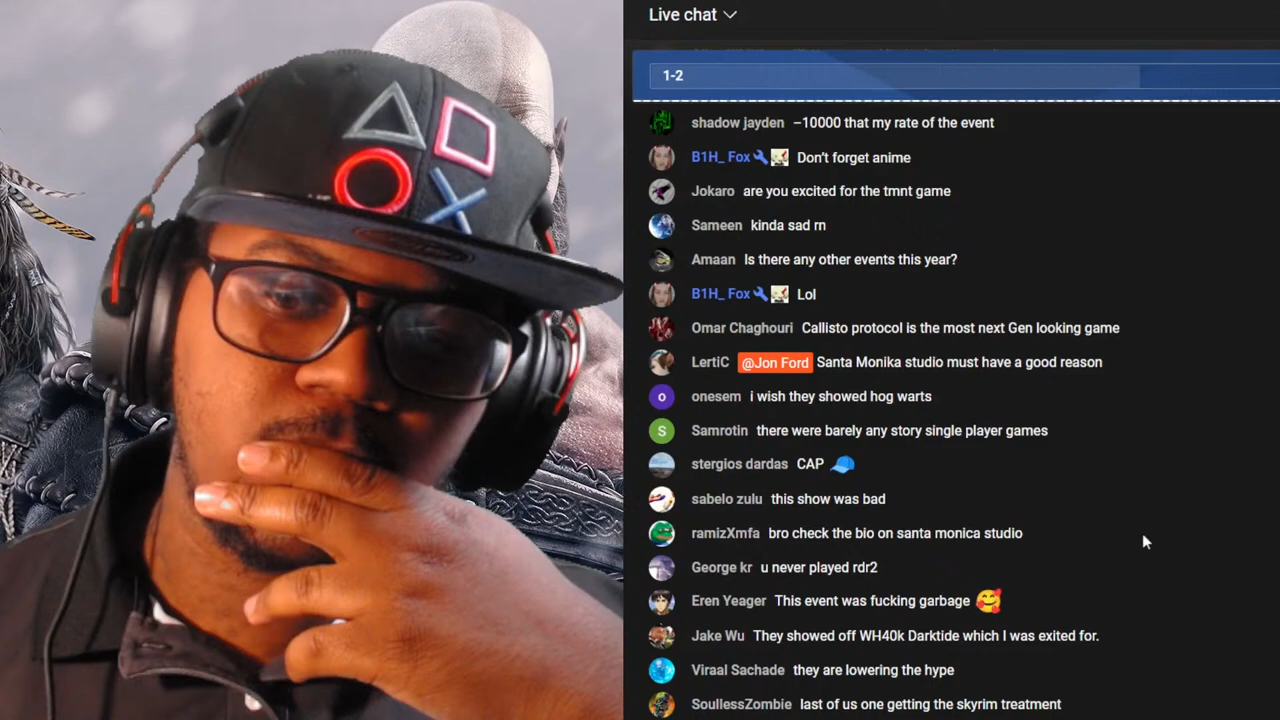 Live chat
1-2
shadow jayden –10000 that my rate of the event
B1H_ Fox Don't forget anime
Jokaro are you excited for the tmnt game
Sameen kinda sad rn
Amaan Is there any other events this year?
B1H_ Fox Lol
Omar Chaghouri Callisto protocol is the most next Gen looking game
LertiC @Jon Ford Santa Monika studio must have a good reason
o onesem i wish they showed hog warts
S Samrotin there were barely any story single player games
stergios dardas CAP
sabelo zulu this show was bad
ramizXmfa bro check the bio on santa monica studio
George kr u never played rdr2
Eren Yeager This event was fucking garbage
Jake Wu They showed off WH40k Darktide which I was exited for.
Viraal Sachade they are lowering the hype
SoullessZombie last of us one getting the skyrim treatment